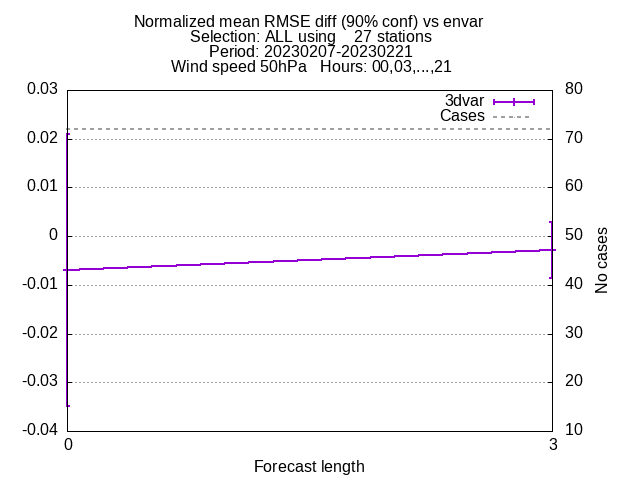 Normalized mean RMSE diff (90% conf) vs envar
Selection: ALL using    27 stations
Period: 20230207-20230221
Wind speed 50hPa   Hours: 00,03,...,21
3dvar
Cases
0.03
0.02
0.01
0
-0.01
-0.02
-0.03
-0.04
80
70
60
50
40
30
20
10
No cases
0
3
Forecast length